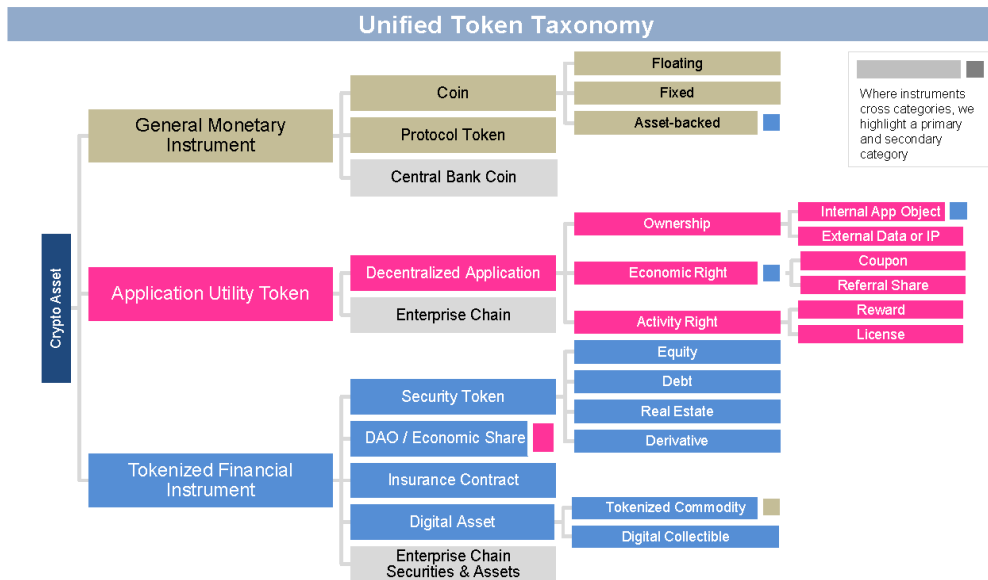 Unified Token Taxonomy
Crypto Asset
General Monetary
Instrument
Coin
Floating
Fixed
Asset-backed
Protocol Token
Central Bank Coin
Where instruments
cross categories, we
highlight a primary
and secondary
category
Application Utility Token
Decentralized Application
Ownership
Internal App Object
External Data or IP
Economic Right
Coupon
Referral Share
Activity Right
Reward
License
Enterprise Chain
Tokenized Financial
Instrument
Security Token
Equity
Debt
Real Estate
Derivative
DAO / Economic Share
Insurance Contract
Digital Asset
Tokenized Commodity
Digital Collectible
Enterprise Chain
Securities & Assets